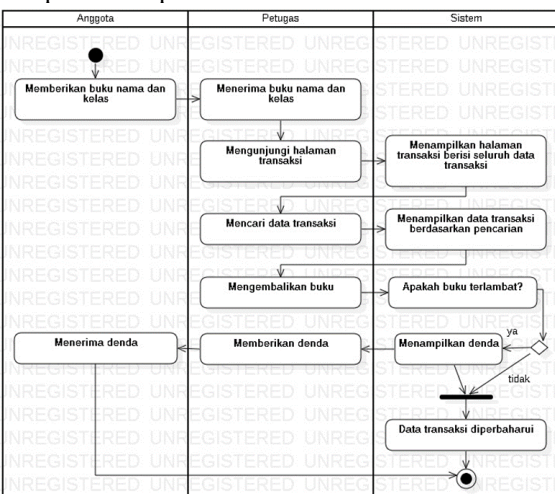 Anggota
Petugas
Sistem
Memberikan buku nama dan
kelas
Menerima buku nama dan
kelas
Mengunjungi halaman
transaksi
Menampilkan halaman
transaksi berisi seluruh data
transaksi
Mencari data transaksi
Menampilkan data transaksi
berdasarkan pencarian
Mengembalikan buku
Apakah buku terlambat?
ya
Menerima denda
Memberikan denda
Menampilkan denda
tidak
Data transaksi diperbaharui